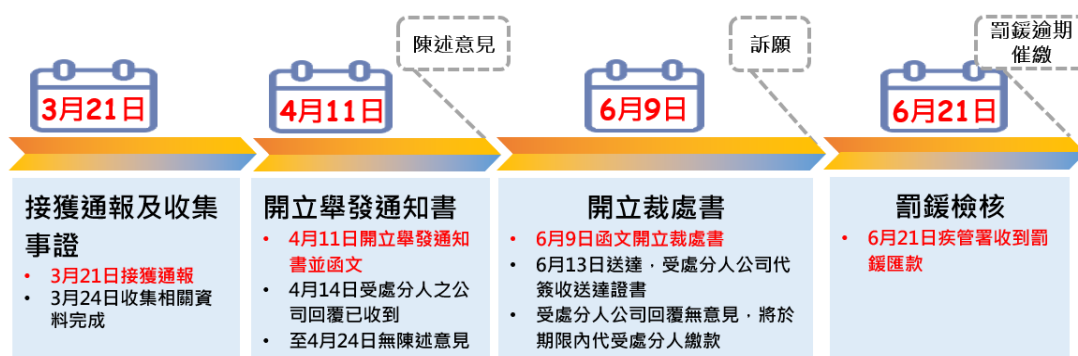 陳述意見
訴願
罰鍰逾期
催繳
3月21日
4月11日
6月9日
6月21日
接獲通報及收集
事證
• 3月21日接獲通報
• 3月24日收集相關資
料完成
開立舉發通知書
• 4月11日開立舉發通知
書並函文
• 4月14日受處分人之公
司回覆已收到
• 至4月24日無陳述意見
開立裁處書
• 6月9日函文開立裁處書
• 6月13日送達，受處分人公司代
簽收送達證書
• 受處分人公司回覆無意見，將於
期限內代受處分人繳款
罰鍰檢核
• 6月21日疾管署收到罰
鍰匯款